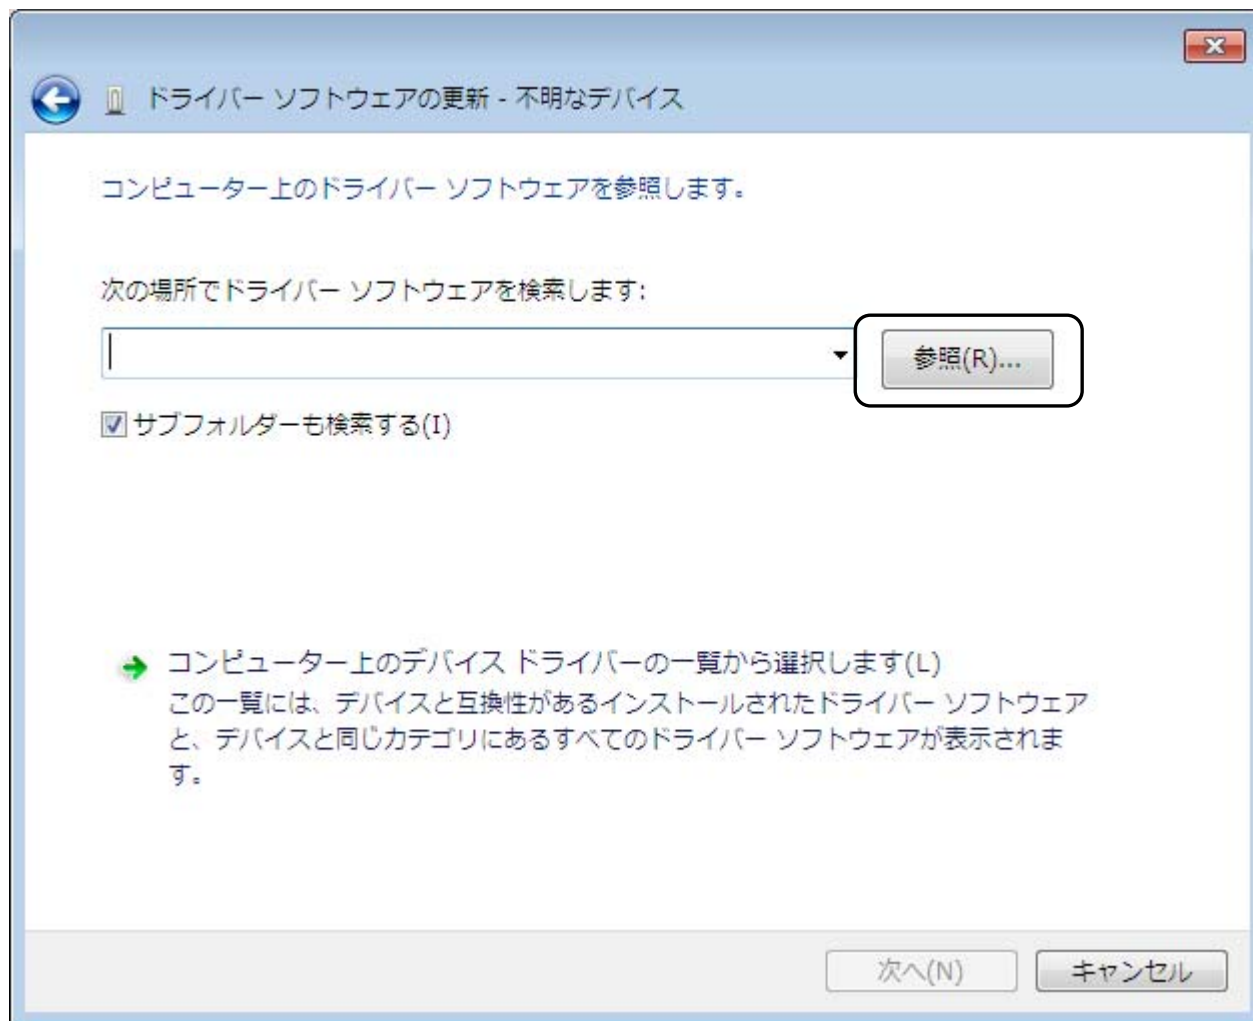 ドライバー ソフトウェアの更新 - 不明なデバイス
コンピューター上のドライバー ソフトウェアを参照します。
次の場所でドライバー ソフトウェアを検索します:
参照(R)...
サブフォルダーも検索する(I)
コンピューター上のデバイス ドライバーの一覧から選択します(L)
この一覧には、デバイスと互換性があるインストールされたドライバー ソフトウェア
と、デバイスと同じカテゴリにあるすべてのドライバー ソフトウェアが表示されま
す。
次へ(N)
キャンセル